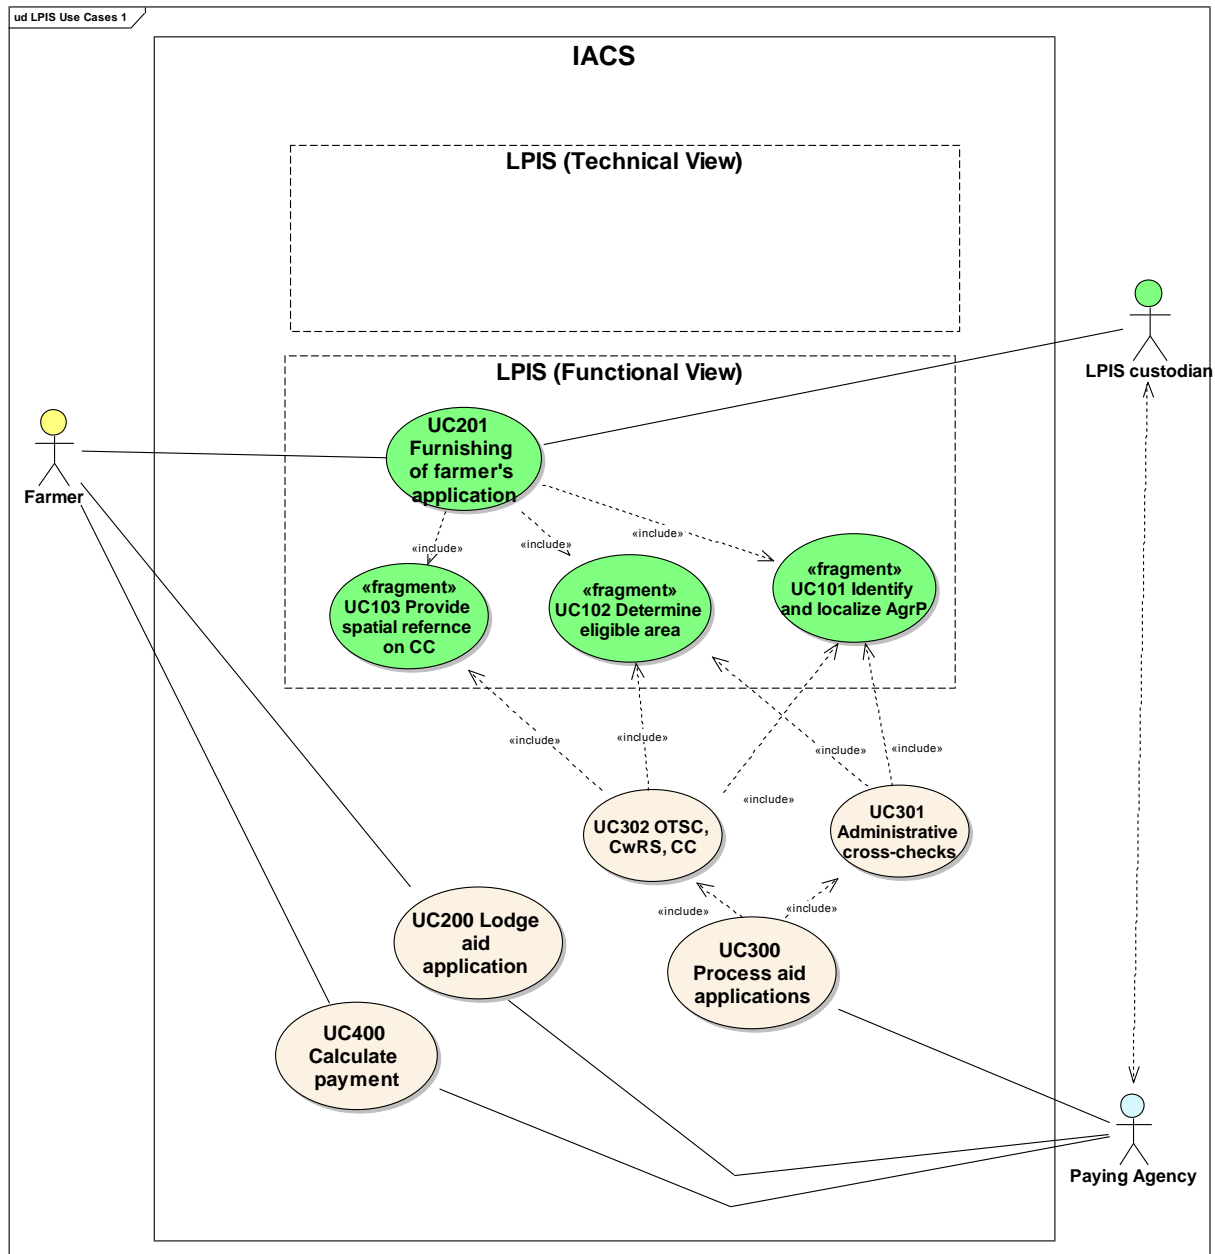 ud LPIS Use Cases 1
IACS
LPIS (Technical View)
LPIS custodian
LPIS (Functional View)
Farmer
UC201
Furnishing
of farmer's
application
«include»
«include»
«include»
«fragment»
UC103 Provide
spatial refernce
on CC
«fragment»
UC102 Determine
eligible area
«fragment»
UC101 Identify
and localize AgrP
«include»
«include»
«include»
«include»
«include»
UC302 OTSC,
CwRS, CC
UC301
Administrative
cross-checks
«include»
«include»
UC200 Lodge
aid
application
UC300
Process aid
applications
UC400
Calculate
payment
Paying Agency